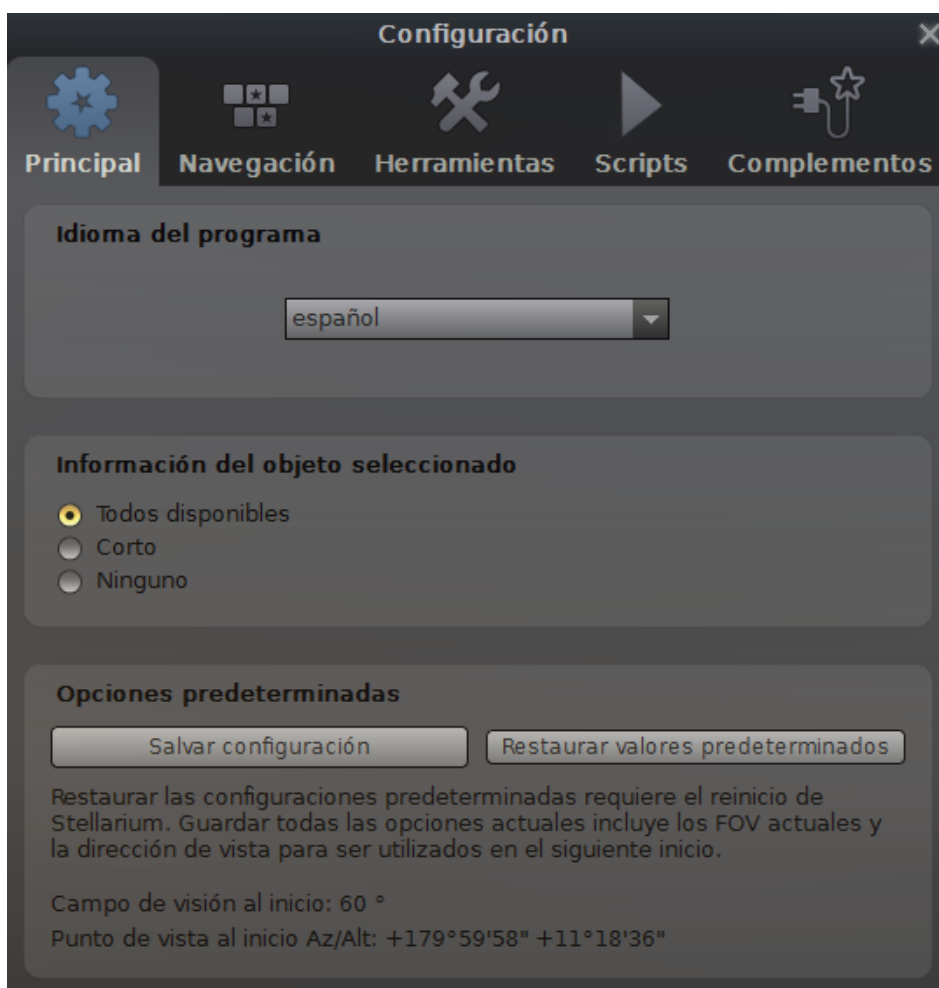 Configuración
Principal
Navegación
Herramientas
Scripts
Complementos
Idioma del programa
español
Información del objeto seleccionado
Todos disponibles
Corto
Ninguno
Opciones predeterminadas
Salvar configuración
Restaurar valores predeterminados
Restaurar las configuraciones predeterminadas requiere el reinicio de
Stellarium. Guardar todas las opciones actuales incluye los FOV actuales y
la dirección de vista para ser utilizados en el siguiente inicio.
Campo de visión al inicio: 60 °
Punto de vista al inicio Az/Alt: +179°59'58" +11°18'36"